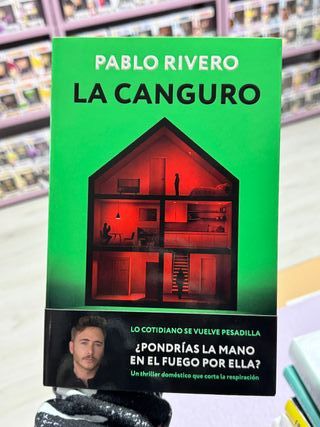 PABLO RIVERO
LA CANGURO
LO COTIDIANO SE VUELVE PESADILLA
¿PONDRÍAS LA MANO
EN EL FUEGO POR ELLA?
Un thriller doméstico que corta la respiración